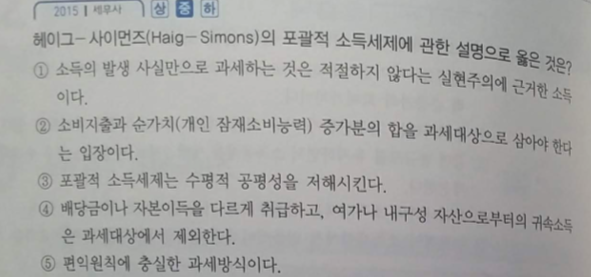 2015 | 세무사 상 중 하
헤이그-사이먼즈(Haig-Simons)의 포괄적 소득세제에 관한 설명으로 옳은 것은?
① 소득의 발생 사실만으로 과세하는 것은 적절하지 않다는 실현주의에 근거한 소득
이다.
② 소비지출과 순가치(개인 잠재소비능력) 증가분의 합을 과세대상으로 삼아야 한다
는 입장이다.
③ 포괄적 소득세제는 수평적 공평성을 저해시킨다.
④ 배당금이나 자본이득을 다르게 취급하고, 여가나 내구성 자산으로부터의 귀속소득
은 과세대상에서 제외한다.
⑤ 편익원칙에 충실한 과세방식이다.